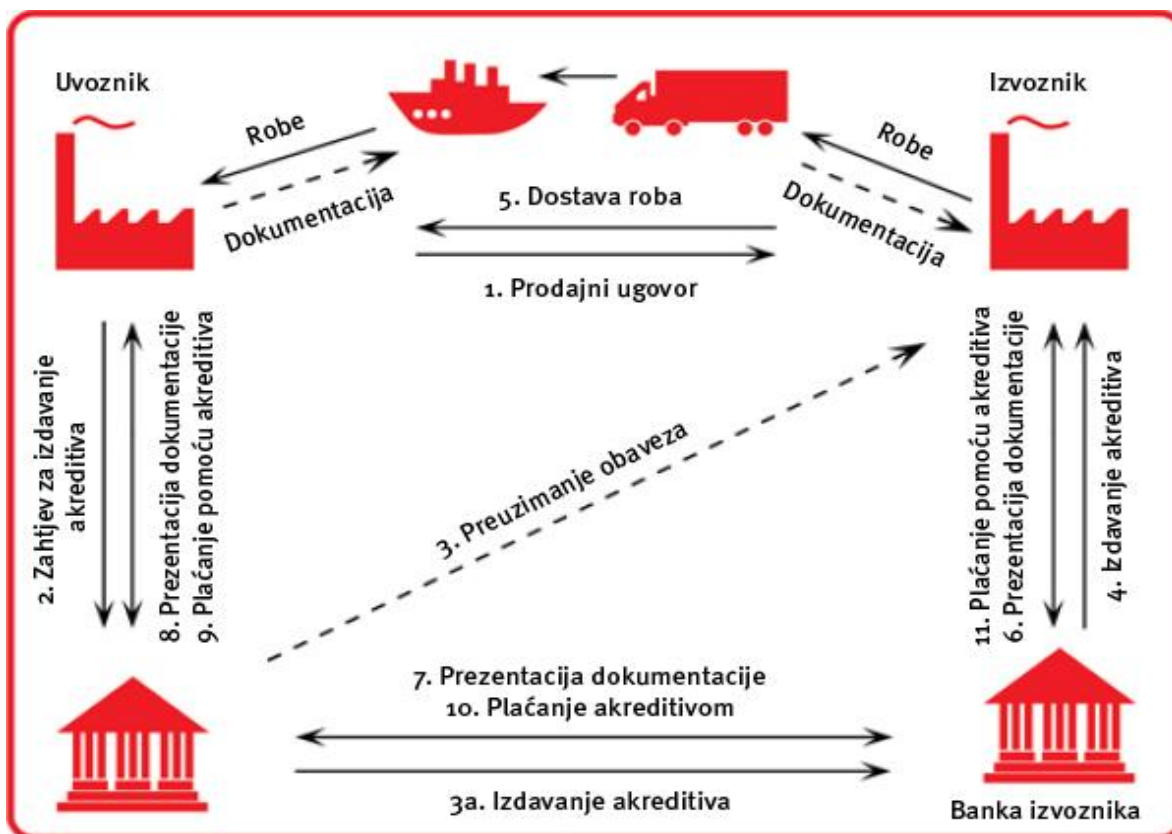 Uvoznik
Izvoznik
Robe
Robe
Dokumentacija
Dokumentacija
5. Dostava roba
1. Prodajni ugovor
2. Zahtjev za izdavanje
akreditiva
8. Prezentacija dokumentacije
9. Plaćanje pomoću akreditiva
3. Preuzimanje obaveza
11. Plaćanje pomoću akreditiva
6. Prezentacija dokumentacije
4. Izdavanje akreditiva
7. Prezentacija dokumentacije
10. Plaćanje akreditivom
3a. Izdavanje akreditiva
Banka izvoznika